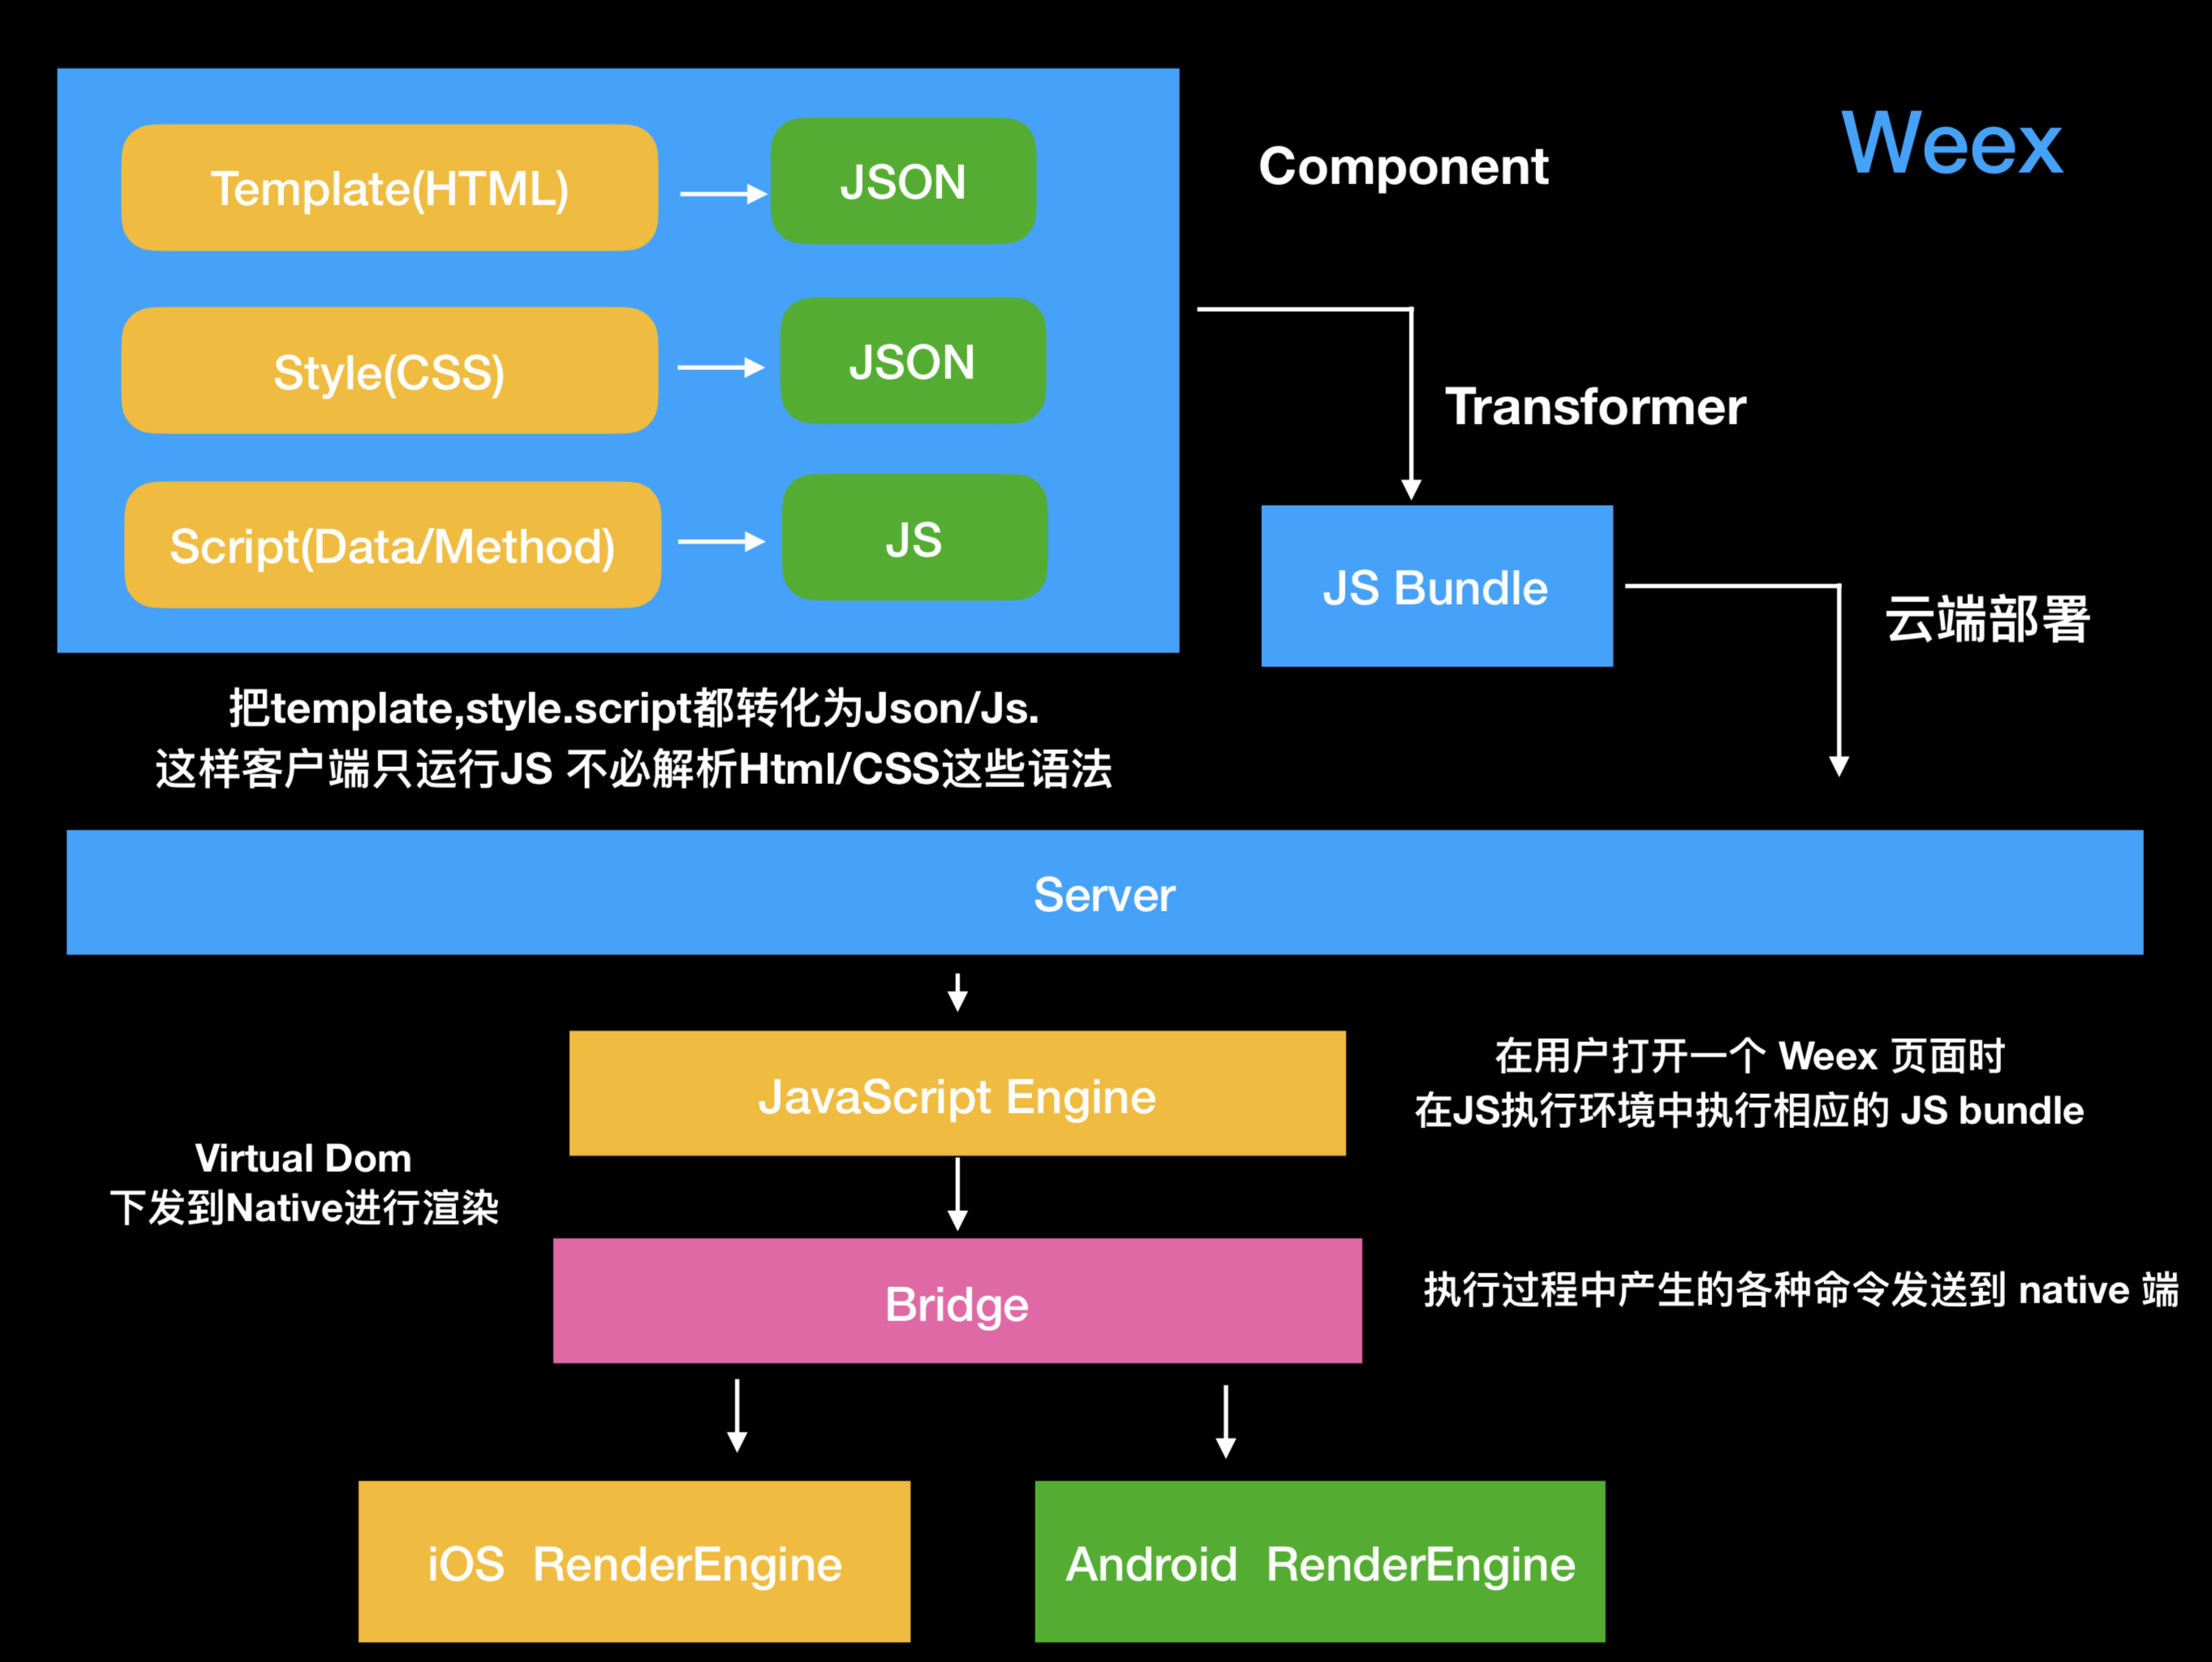 Weex
Component
Template(HTML)
JSON
Style(CSS)
JSON
Script(Data/Method)
JS
Transformer
JS Bundle
云端部署
把template,style.script都转化为Json/Js.
这样客户端只运行JS 不必解析Html/CSS这些语法
Server
JavaScript Engine
在用户打开一个 Weex 页面时
在JS执行环境中执行相应的 JS bundle
Virtual Dom
下发到Native进行渲染
Bridge
执行过程中产生的各种命令发送到 native 端
iOS RenderEngine
Android RenderEngine